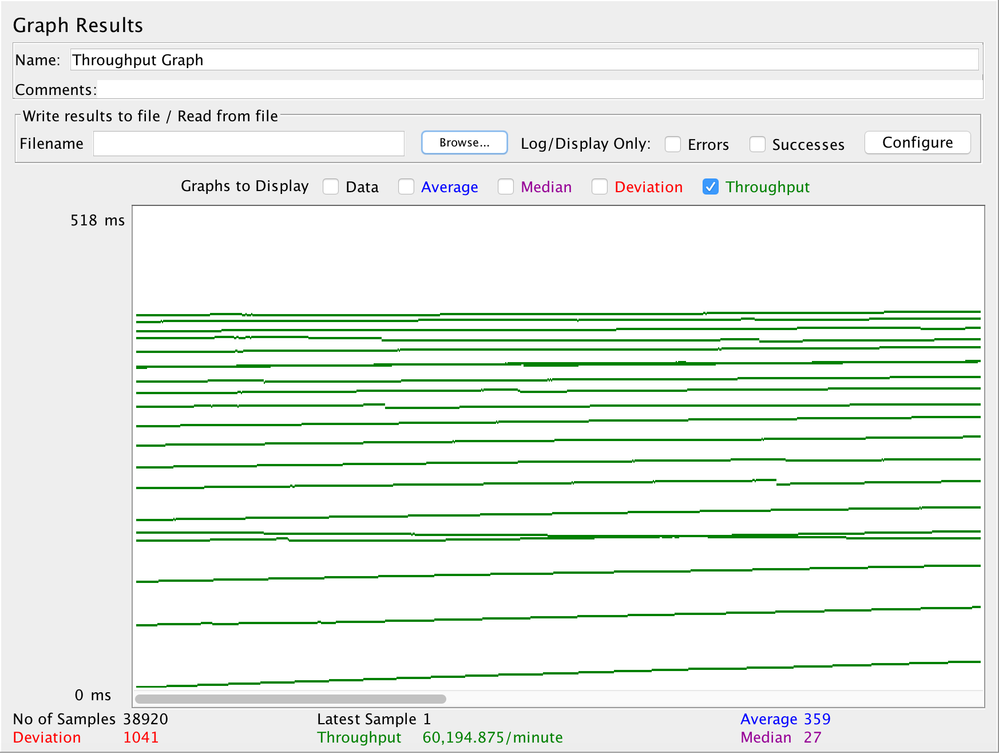 Graph Results
Name: Throughput Graph
Comments:
Write results to file / Read from file
Filename Browse... Log/Display Only: Errors Successes Configure
Graphs to Display Data Average Median Deviation Throughput
518 ms
0 ms
No of Samples 38920 Latest Sample 1 Average 359
Deviation 1041 Throughput 60,194.875/minute Median 27